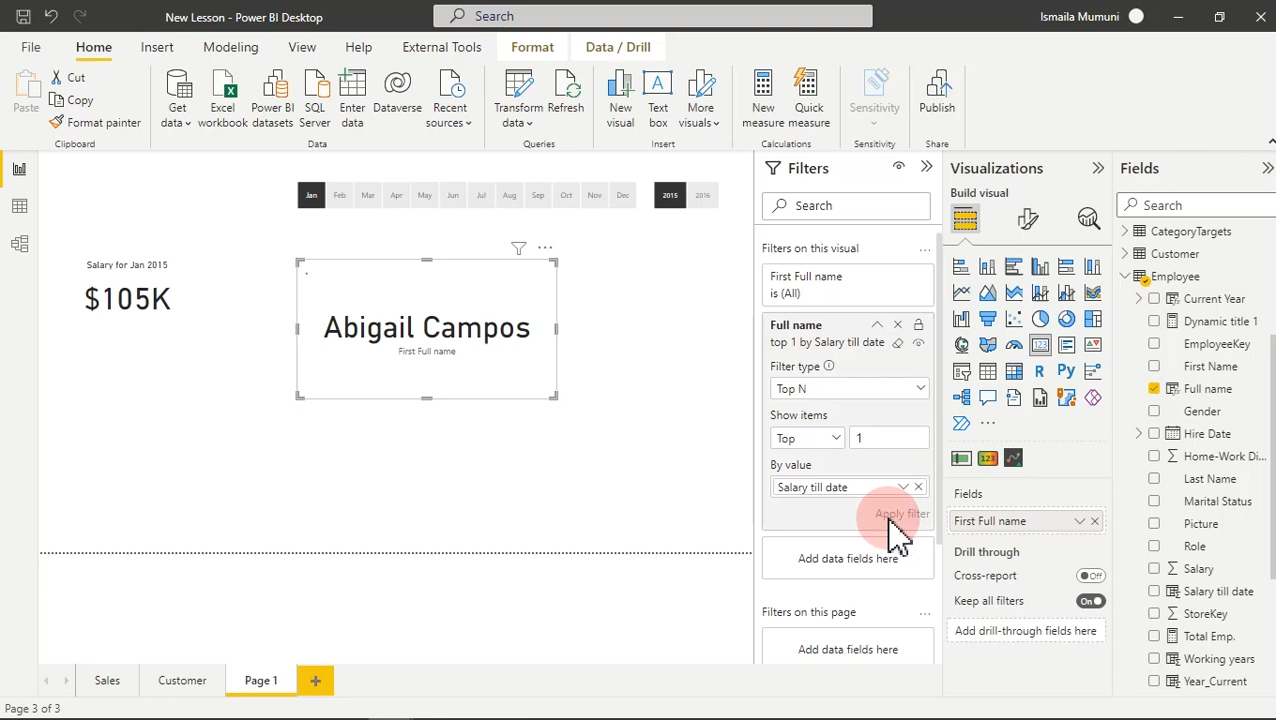 New Lesson - Power BI Desktop
Search
Ismaila Mumuni
File
Home
Insert
Modeling
View
Help
External Tools
Format
Data / Drill
Paste
Cut
Copy
Format painter
Clipboard
Get data
Excel workbook
Power BI datasets
SQL Server
Enter data
Dataverse
Recent sources
Data
Transform data
Refresh
Queries
New visual
Text box
More visuals
Insert
New measure
Quick measure
Calculations
Sensitivity
Sensitivity
Publish
Share
Jan Feb Mar Apr May Jun Jul Aug Sep Oct Nov Dec
2015 2016
Salary for Jan 2015
$105K
Abigail Campos
First Full name
Filters
Search
Filters on this visual
First Full name
is (All)
Full name
top 1 by Salary till date
Filter type
Top N
Show items
Top 1
By value
Salary till date
Apply filter
Add data fields here
Filters on this page
Add data fields here
Visualizations
Build visual
123
R
Py
123
Fields
First Full name
Drill through
Cross-report
Off
Keep all filters
On
Add drill-through fields here
Fields
Search
CategoryTargets
Customer
Employee
Current Year
Dynamic title 1
EmployeeKey
First Name
Full name
Gender
Hire Date
Home-Work Di...
Last Name
Marital Status
Picture
Role
Salary
Salary till date
StoreKey
Total Emp.
Working years
Year_Current
Sales
Customer
Page 1
Page 3 of 3